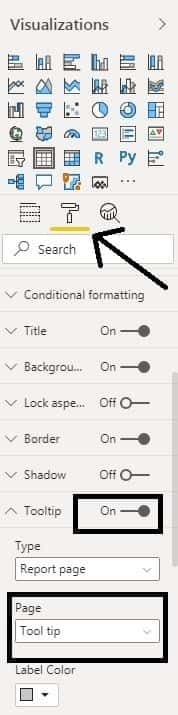 Visualizations
R Py
Search
Conditional formatting
Title On
Backgrou... On
Lock aspe... Off
Border On
Shadow Off
Tooltip On
Type
Report page
Page
Tool tip
Label Color